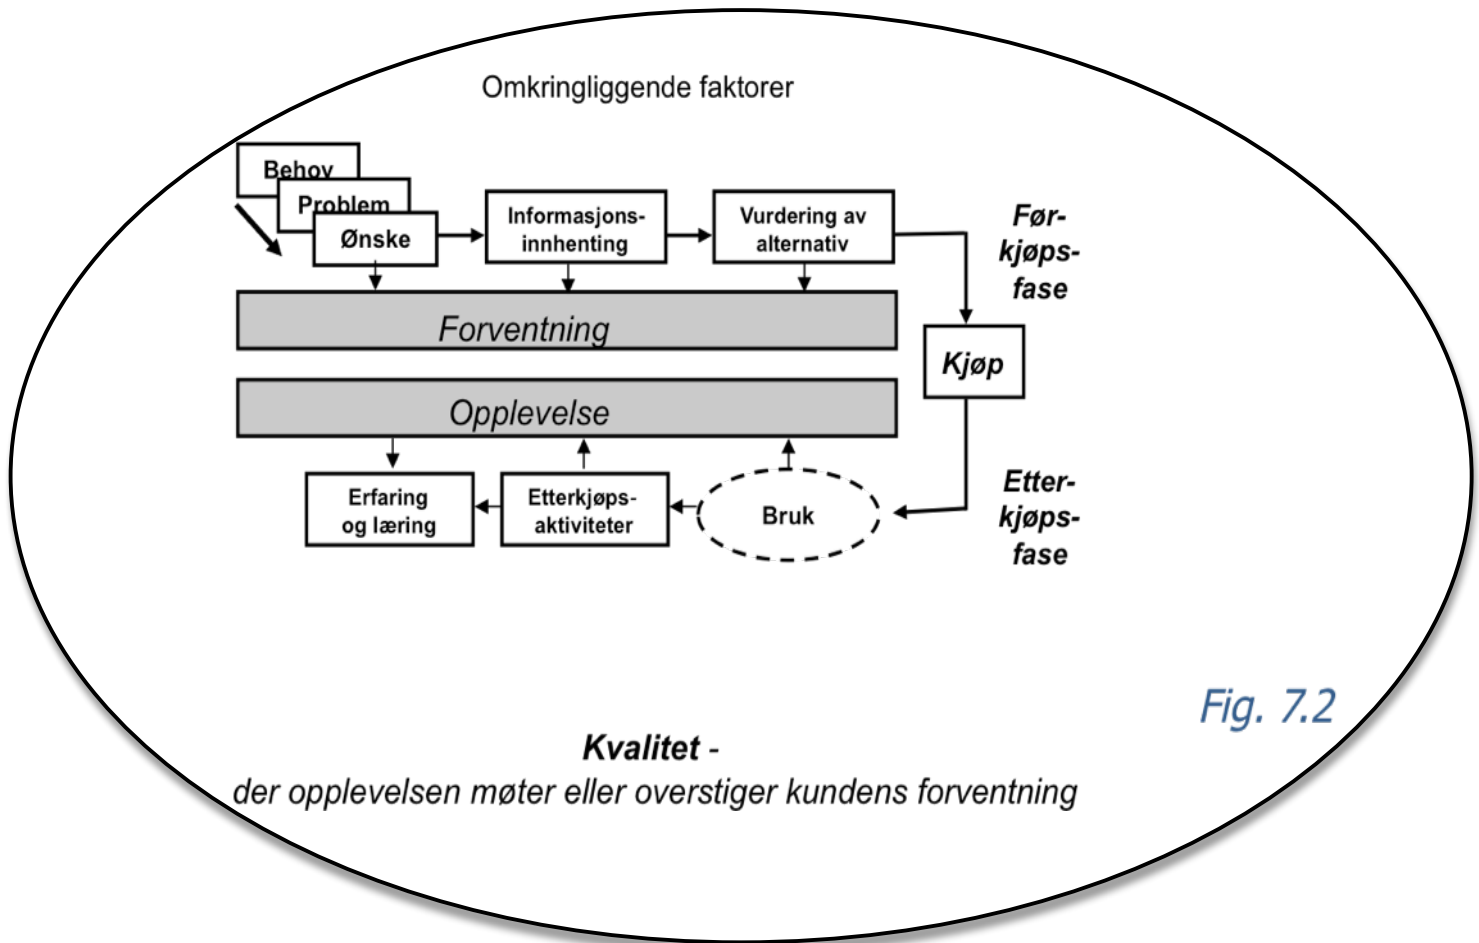 Omkringliggende faktorer
Behov
Problem
Ønske
Informasjons-
innhenting
Vurdering av
alternativ
Før-
kjøps-
fase
Forventning
Kjøp
Opplevelse
Erfaring
og læring
Etterkjøps-
aktiviteter
Bruk
Etter-
kjøps-
fase
Fig. 7.2
Kvalitet -
der opplevelsen møter eller overstiger kundens forventning